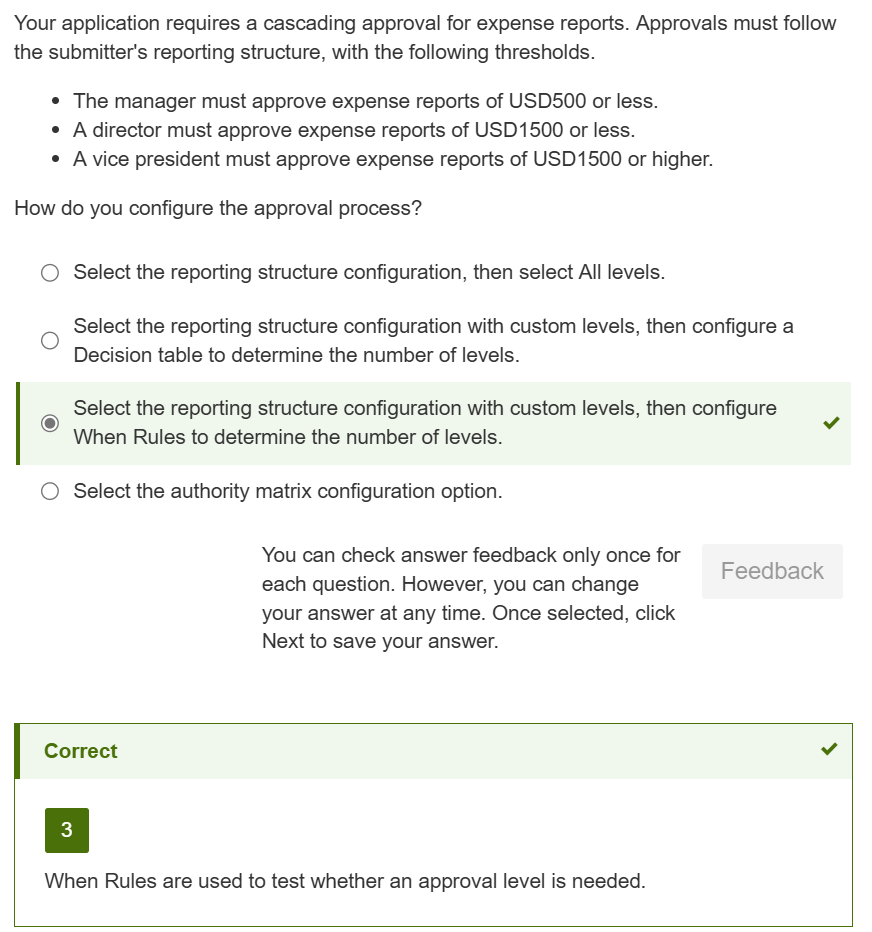 Your application requires a cascading approval for expense reports. Approvals must follow
the submitter's reporting structure, with the following thresholds.
• The manager must approve expense reports of USD500 or less.
• A director must approve expense reports of USD1500 or less.
• A vice president must approve expense reports of USD1500 or higher.
How do you configure the approval process?
Select the reporting structure configuration, then select All levels.
Select the reporting structure configuration with custom levels, then configure a
Decision table to determine the number of levels.
Select the reporting structure configuration with custom levels, then configure
When Rules to determine the number of levels.
Select the authority matrix configuration option.
You can check answer feedback only once for
each question. However, you can change
your answer at any time. Once selected, click
Next to save your answer.
Feedback
Correct
3
When Rules are used to test whether an approval level is needed.